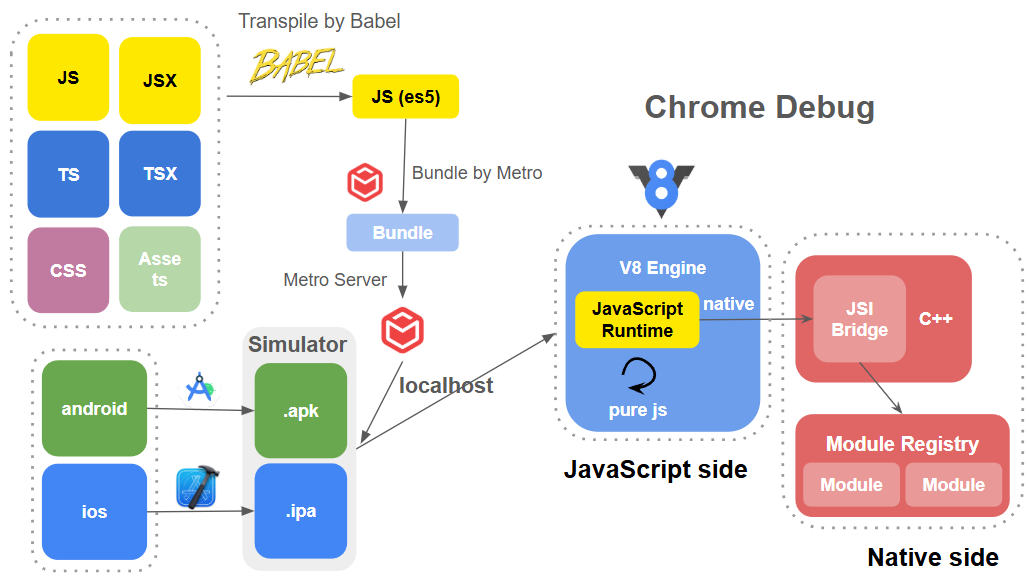 Transpile by Babel
BABEL
JS
JSX
TS
TSX
CSS
Asse
ts
JS (es5)
Bundle by Metro
Bundle
Metro Server
localhost
android
ios
Simulator
.apk
.ipa
Chrome Debug
V8 Engine
JavaScript
Runtime
native
pure js
JavaScript side
JSI
Bridge
C++
Module Registry
Module
Module
Native side